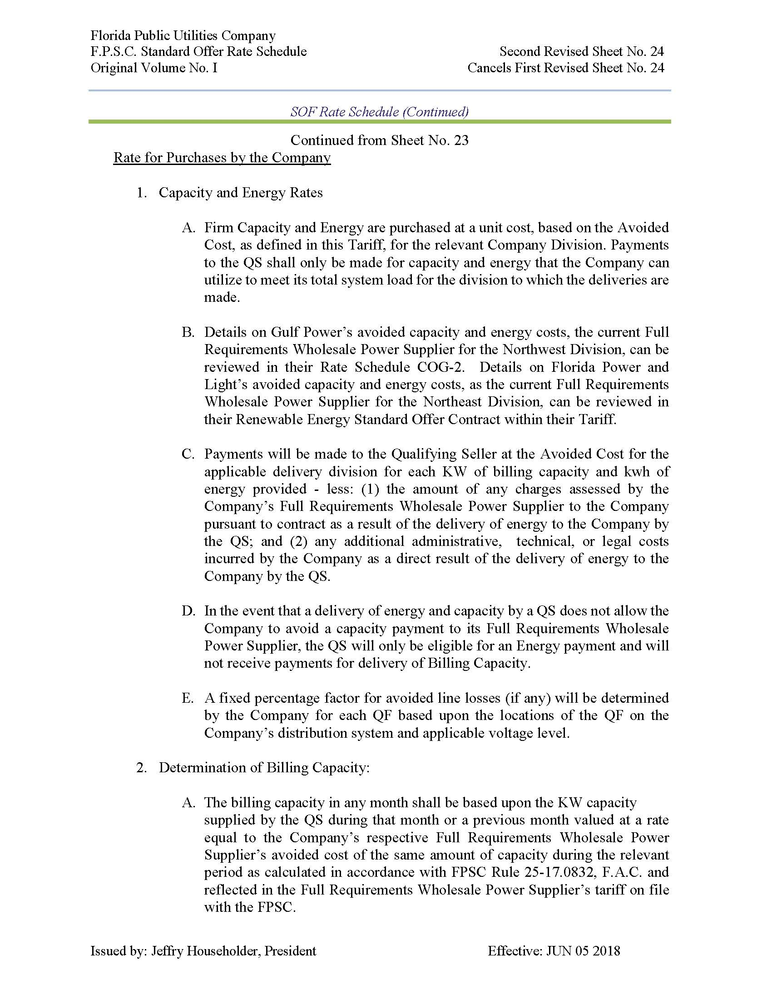 Florida Public Utilities Company
F.P.S.C. Standard Offer Rate Schedule
Second Revised Sheet No. 24
Original Volume No. I
Cancels First Revised Sheet No. 24
SOF Rate Schedule (Continued)
Continued from Sheet No. 23
Rate for Purchases by the Company
1. Capacity and Energy Rates
A. Firm Capacity and Energy are purchased at a unit cost, based on the Avoided
Cost, as defined in this Tariff, for the relevant Company Division. Payments
to the QS shall only be made for capacity and energy that the Company can
utilize to meet its total system load for the division to which the deliveries are
made.
B. Details on Gulf Power’s avoided capacity and energy costs, the current Full
Requirements Wholesale Power Supplier for the Northwest Division, can be
reviewed in their Rate Schedule COG-2. Details on Florida Power and
Light’s avoided capacity and energy costs, as the current Full Requirements
Wholesale Power Supplier for the Northeast Division, can be reviewed in
their Renewable Energy Standard Offer Contract within their Tariff.
C. Payments will be made to the Qualifying Seller at the Avoided Cost for the
applicable delivery division for each KW of billing capacity and kwh of
energy provided - less: (1) the amount of any charges assessed by the
Company’s Full Requirements Wholesale Power Supplier to the Company
pursuant to contract as a result of the delivery of energy to the Company by
the QS; and (2) any additional administrative, technical, or legal costs
incurred by the Company as a direct result of the delivery of energy to the
Company by the QS.
D. In the event that a delivery of energy and capacity by a QS does not allow the
Company to avoid a capacity payment to its Full Requirements Wholesale
Power Supplier, the QS will only be eligible for an Energy payment and will
not receive payments for delivery of Billing Capacity.
E. A fixed percentage factor for avoided line losses (if any) will be determined
by the Company for each QF based upon the locations of the QF on the
Company’s distribution system and applicable voltage level.
2. Determination of Billing Capacity:
A. The billing capacity in any month shall be based upon the KW capacity
supplied by the QS during that month or a previous month valued at a rate
equal to the Company’s respective Full Requirements Wholesale Power
Supplier’s avoided cost of the same amount of capacity during the relevant
period as calculated in accordance with FPSC Rule 25-17.0832, F.A.C. and
reflected in the Full Requirements Wholesale Power Supplier’s tariff on file
with the FPSC.
Issued by: Jeffry Householder, President
Effective: JUN 05 2018